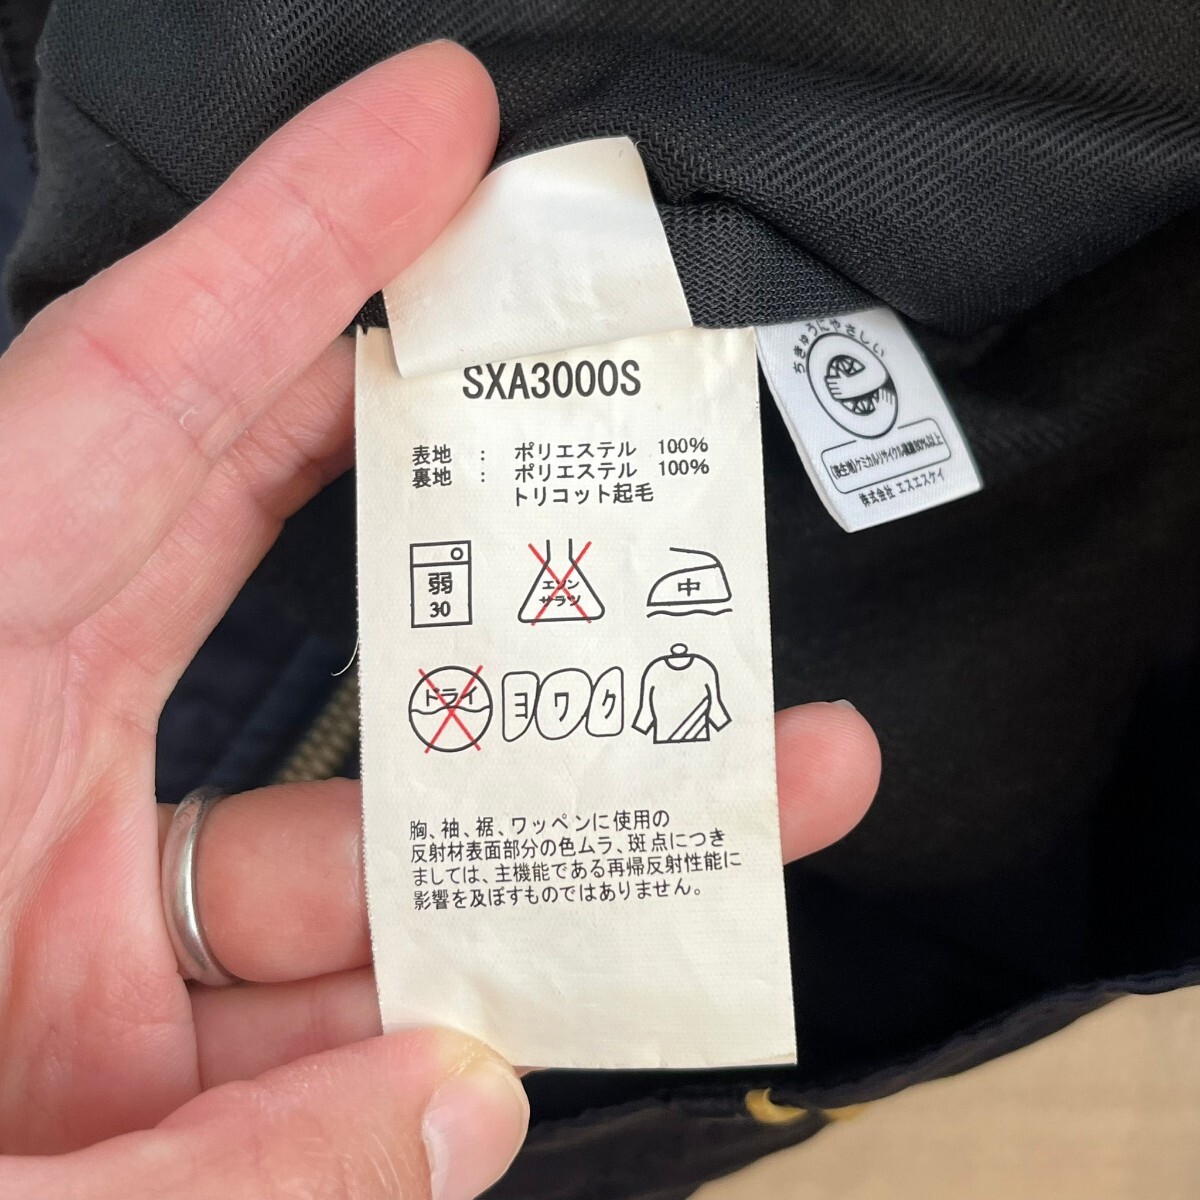 SXA3000S
表地 : ポリエステル 100%
裏地 : ポリエステル 100%
トリコット起毛
弱
30
エンソ
サラシ
中
ドライ
ヨワク
胸、袖、裾、ワッペンに使用の
反射材表面部分の色ムラ、斑点につき
ましては、主機能である再帰反射性能に
影響を及ぼすものではありません。
ちきゅうにやさしい
株式会社 エスエスケイ